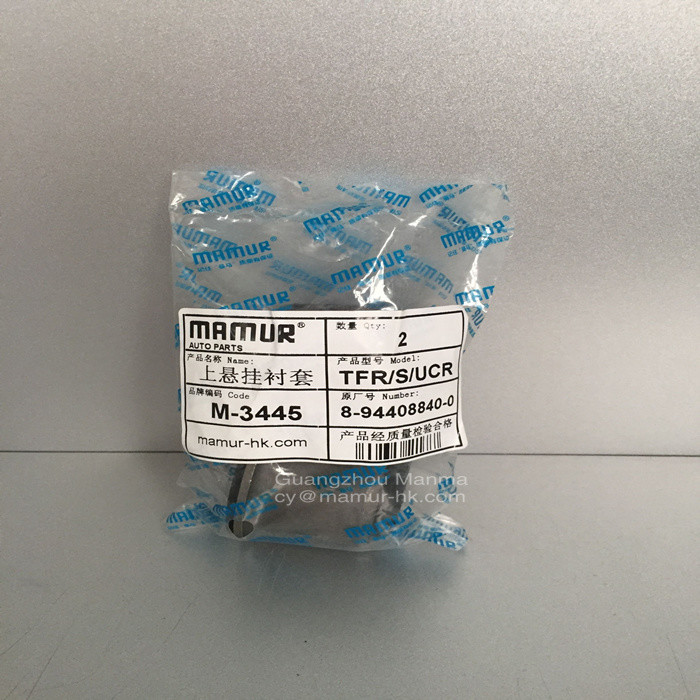 MAMUR®
AUTO PARTS
数量 Qty: 2
产品名称 Name:
上悬挂衬套
产品型号 Model:
TFR/S/UCR
品牌编码 Code
M-3445
原厂号 Number:
8-94408840-0
mamur-hk.com
产品经质量检验合格
Guangzhou Manma
cy@mamur-hk.com
MAMUR®